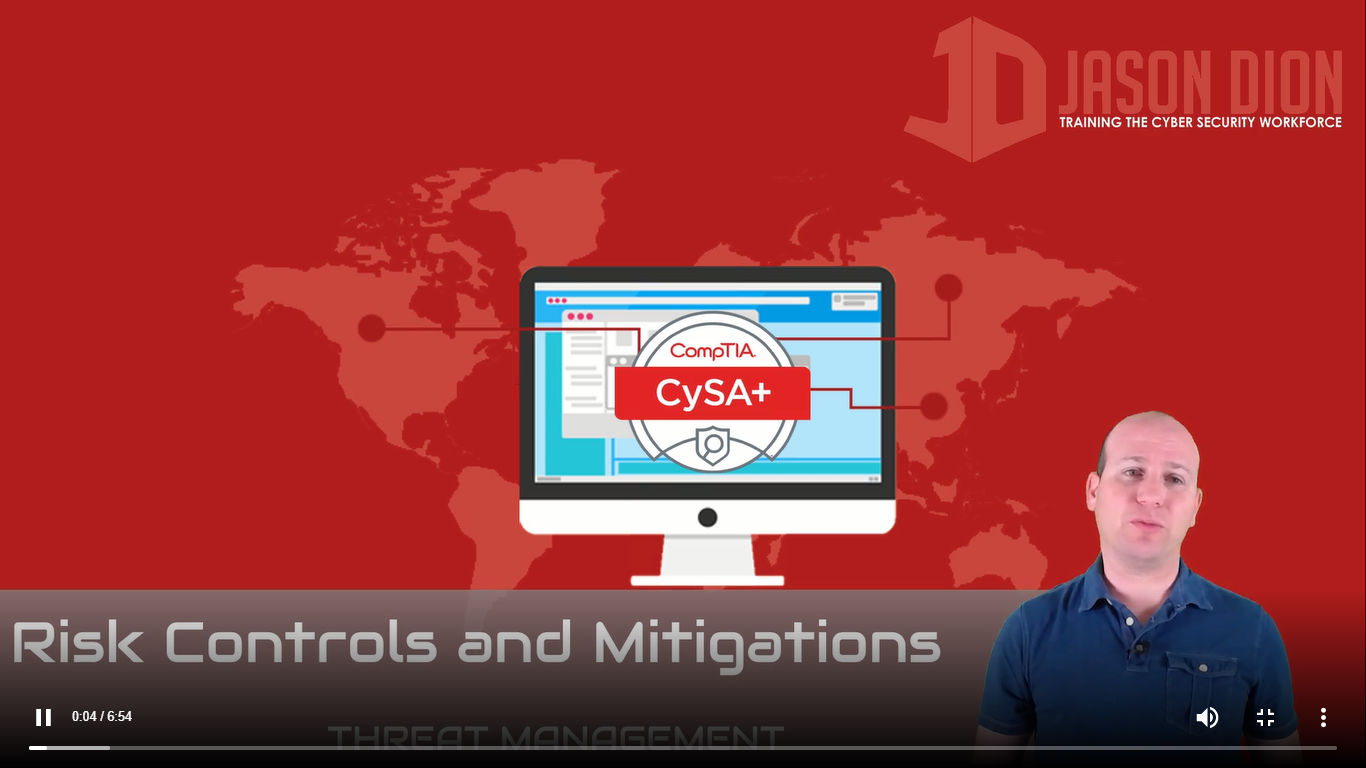 JASON DION
TRAINING THE CYBER SECURITY WORKFORCE
CompTIA
CySA+
Risk Controls and Mitigations
0:04 / 6:54
THREAT MANAGEMENT